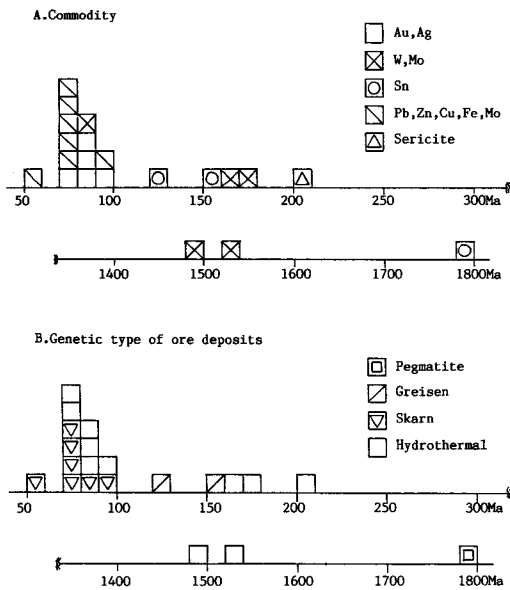 A.Commodity
Au,Ag
W,Mo
Sn
Pb,Zn,Cu,Fe,Mo
Sericite
50 100 150 200 250 300Ma
1400 1500 1600 1700 1800Ma
B.Genetic type of ore deposits
Pegmatite
Greisen
Skarn
Hydrothermal
50 100 150 200 250 300Ma
1400 1500 1600 1700 1800Ma